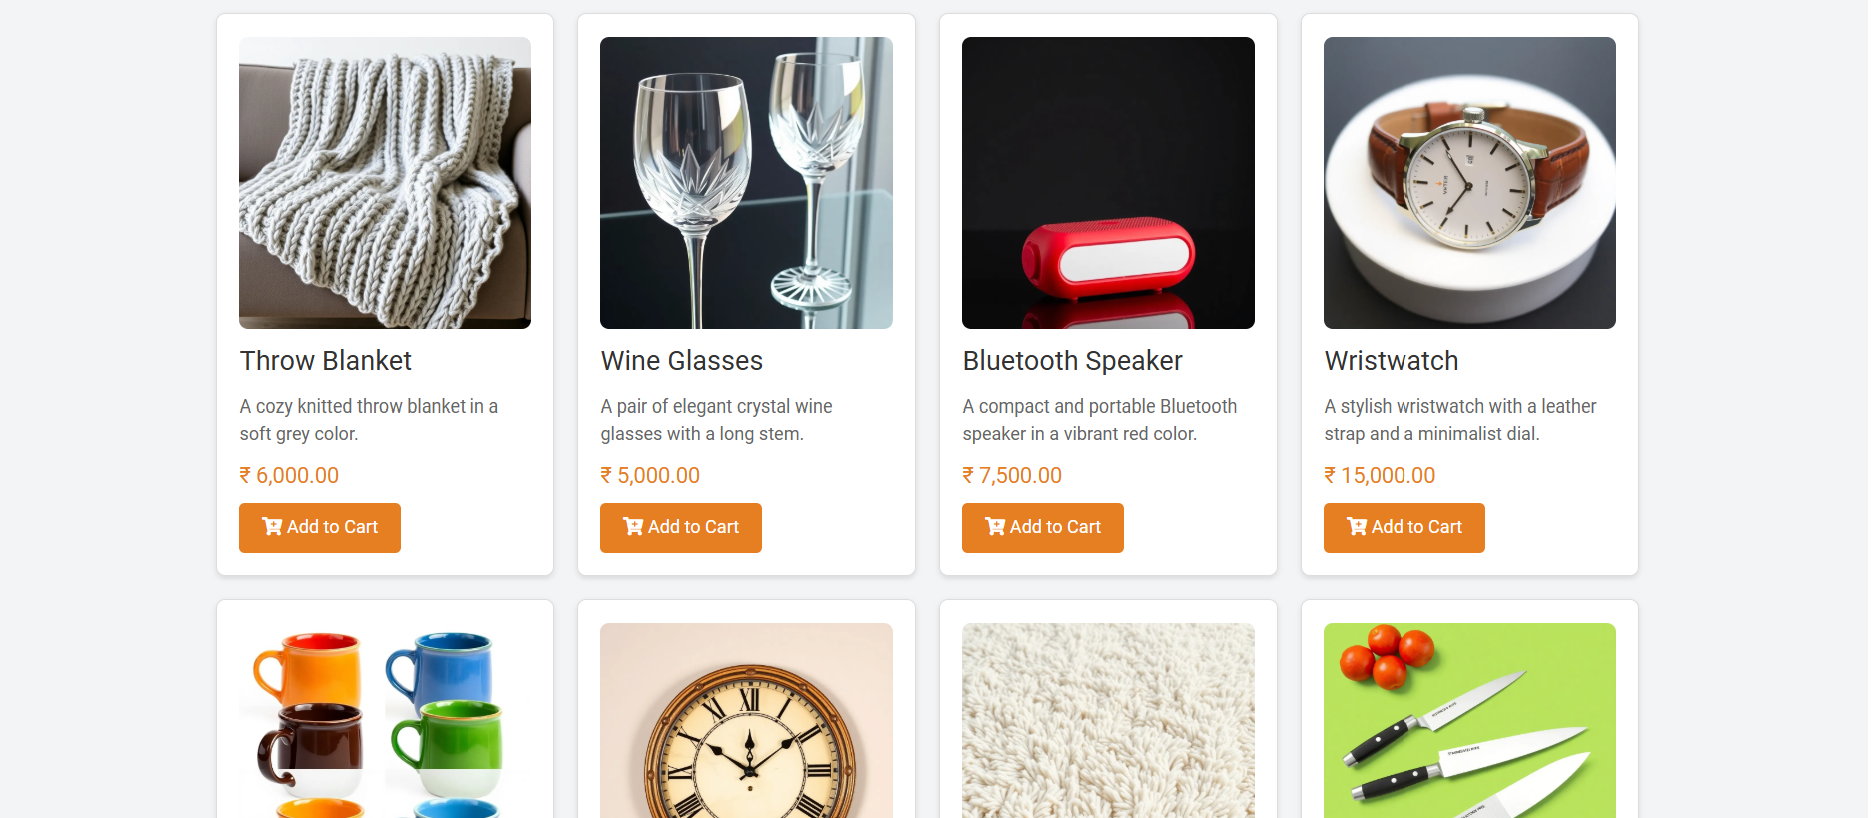 Throw Blanket
A cozy knitted throw blanket in a
soft grey color.
₹ 6,000.00
Add to Cart
Wine Glasses
A pair of elegant crystal wine
glasses with a long stem.
₹ 5,000.00
Add to Cart
Bluetooth Speaker
A compact and portable Bluetooth
speaker in a vibrant red color.
₹ 7,500.00
Add to Cart
Wristwatch
A stylish wristwatch with a leather
strap and a minimalist dial.
₹ 15,000.00
Add to Cart